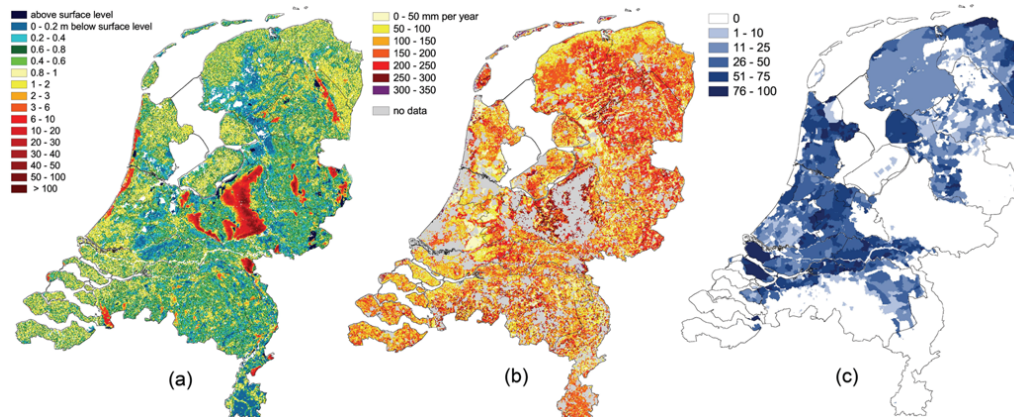 above surface level
0 - 0.2 m below surface level
0.2 - 0.4
0.6 - 0.8
0.4 - 0.6
0.8 - 1
1 - 2
2 - 3
3 - 6
6 - 10
10 - 20
20 - 30
30 - 40
40 - 50
50 - 100
> 100
(a)
0 - 50 mm per year
50 - 100
100 - 150
150 - 200
200 - 250
250 - 300
300 - 350
no data
(b)
0
1 - 10
11 - 25
26 - 50
51 - 75
76 - 100
(c)